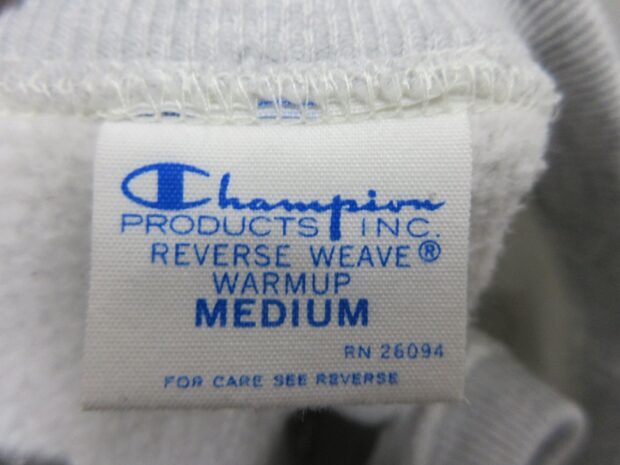 Champion
PRODUCTS INC.
REVERSE WEAVE®
WARMUP
MEDIUM
RN 26094
FOR CARE SEE REVERSE